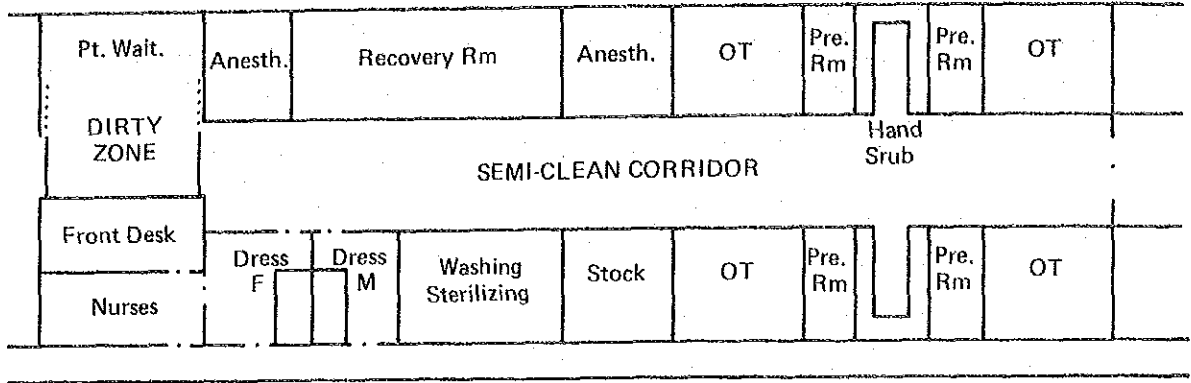 Pt. Wait.
Anesth.
Recovery Rm
Anesth.
OT
Pre.
Rm
Pre.
Rm
OT
DIRTY
ZONE
Hand
Srub
SEMI-CLEAN CORRIDOR
Front Desk
Nurses
Dress
F
Dress
M
Washing
Sterilizing
Stock
OT
Pre.
Rm
Pre.
Rm
OT